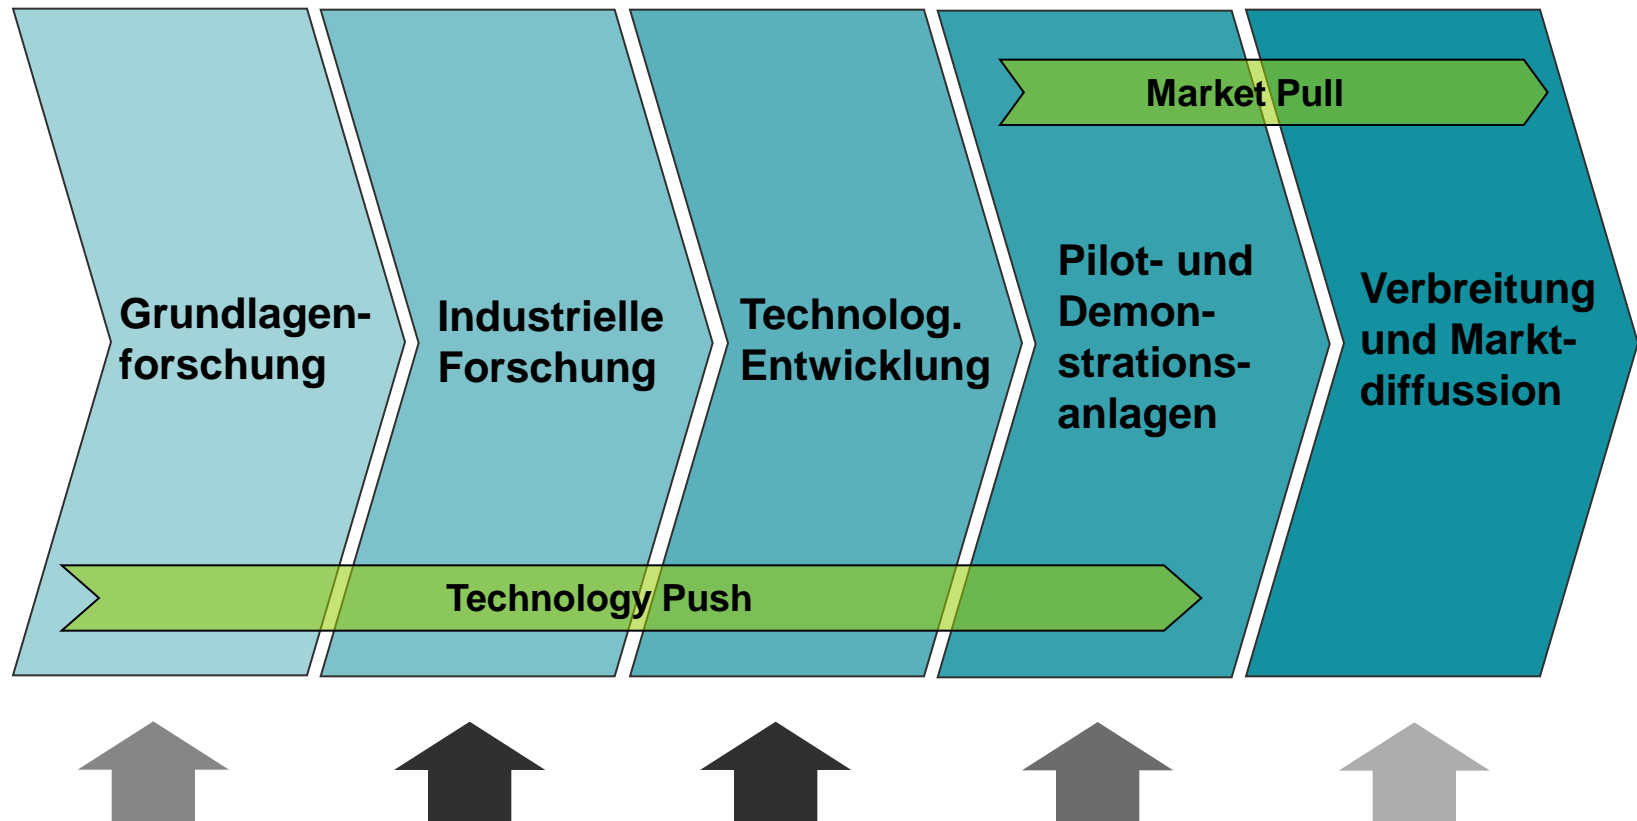 Market Pull
Grundlagen-
forschung
Industrielle
Forschung
Technolog.
Entwicklung
Pilot- und
Demon-
strations-
anlagen
Verbreitung
und Markt-
diffussion
Technology Push